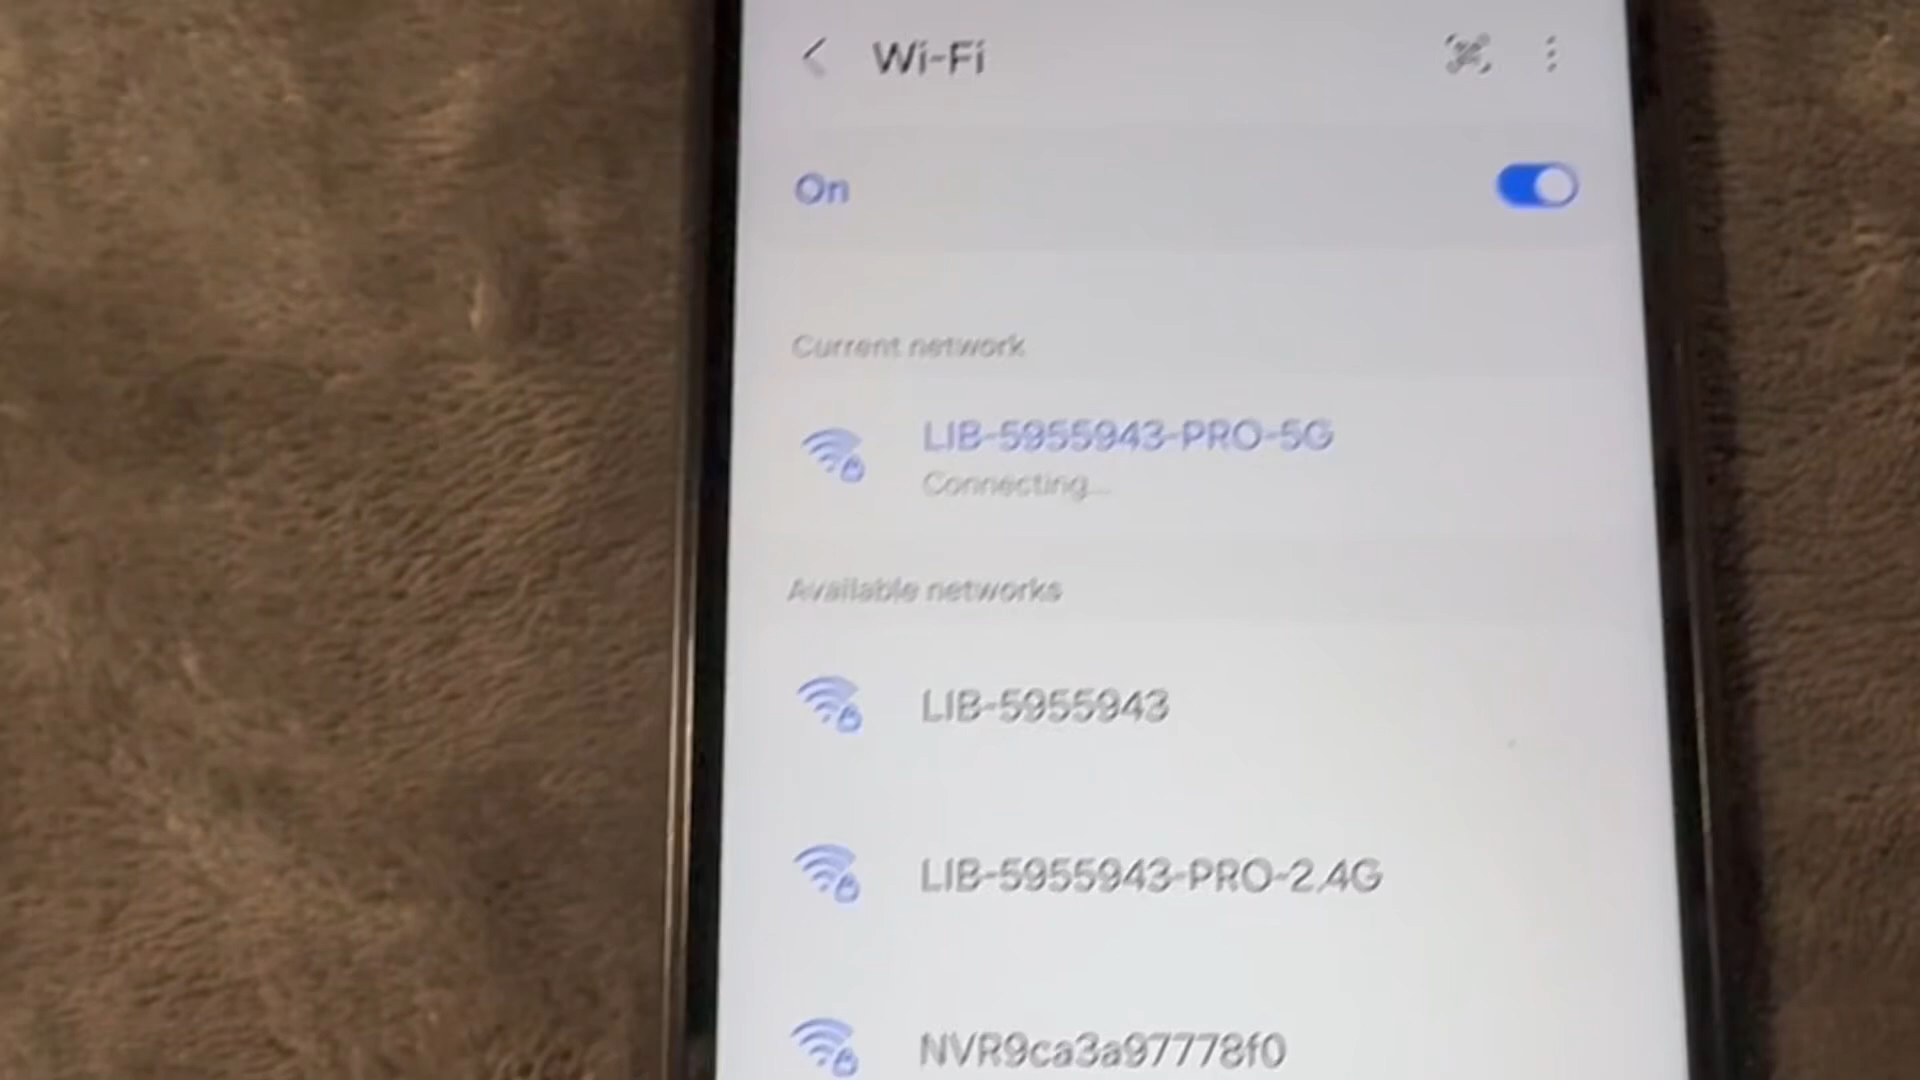 Wi-Fi
On
Current network
LIB-5955943-PRO-5G
Connecting...
Available networks
LIB-5955943
LIB-5955943-PRO-2.4G
NVR9ca3a97778f0